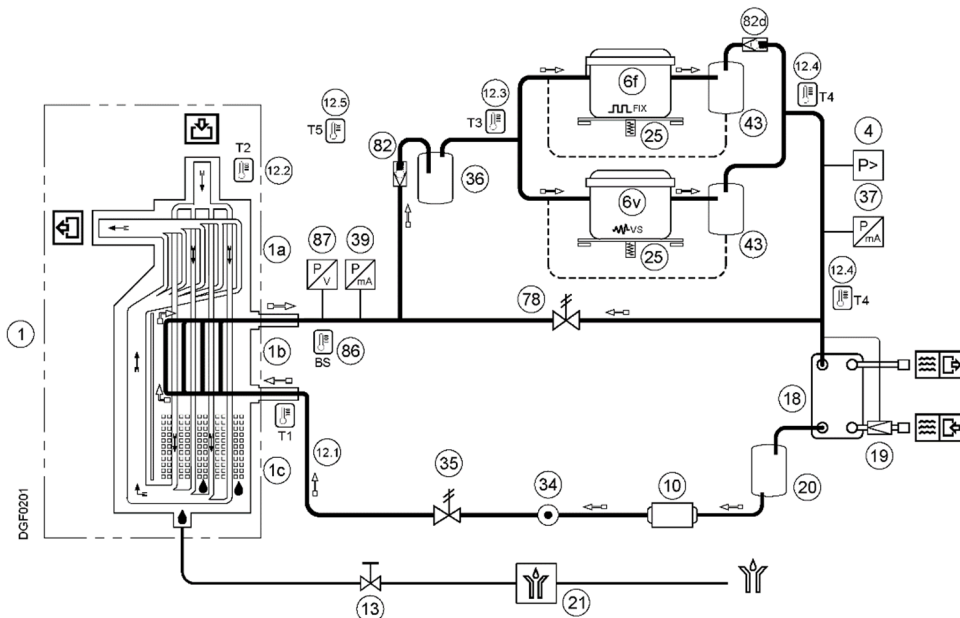 82d
6f
FIX
25
43
12.4
T4
4
P>
37
P
mA
12.5
T5
12.3
T3
82
36
6v
VS
25
43
12.4
T4
T2
12.2
1a
87
P
V
39
P
mA
78
1
1b
BS
86
18
19
T1
12.1
1c
35
34
10
20
DGF0201
13
21